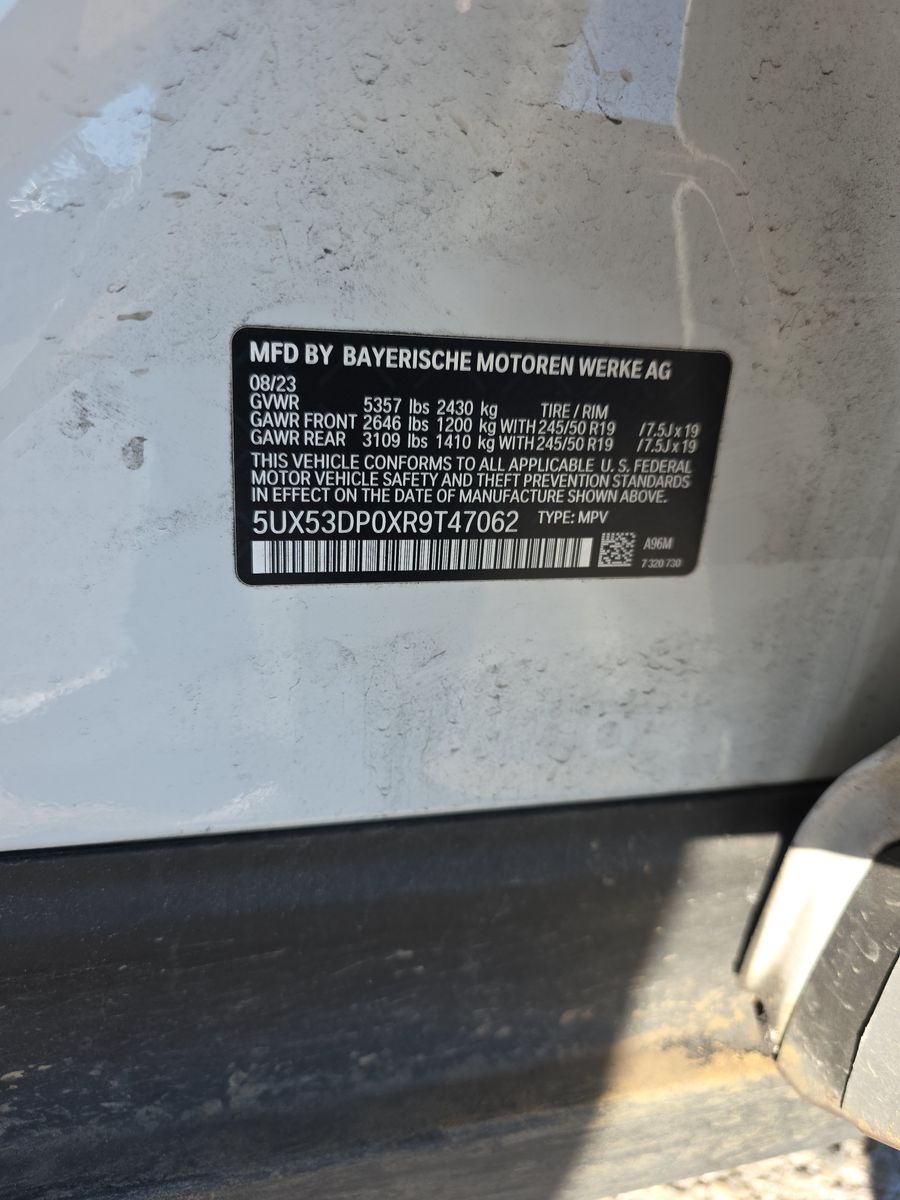 MFD BY BAYERISCHE MOTOREN WERKE AG
08/23
GVWR 5357 lbs 2430 kg TIRE / RIM
GAWR FRONT 2646 lbs 1200 kg WITH 245/50 R19 /7.5J x 19
GAWR REAR 3109 lbs 1410 kg WITH 245/50 R19 /7.5J x 19
THIS VEHICLE CONFORMS TO ALL APPLICABLE U.S. FEDERAL
MOTOR VEHICLE SAFETY AND THEFT PREVENTION STANDARDS
IN EFFECT ON THE DATE OF MANUFACTURE SHOWN ABOVE.
5UX53DP0XR9T47062 TYPE: MPV
A96M
7 320 730